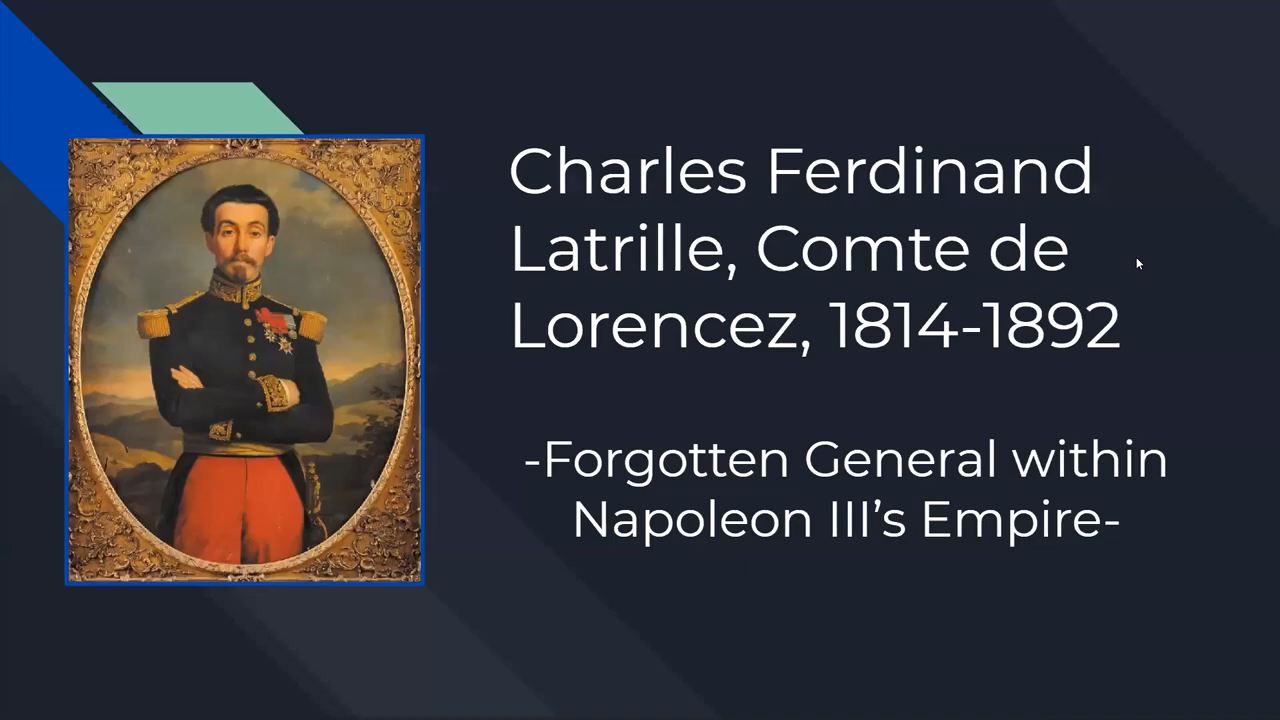 Charles Ferdinand
Latrille, Comte de
Lorencez, 1814-1892
-Forgotten General within
Napoleon III’s Empire-